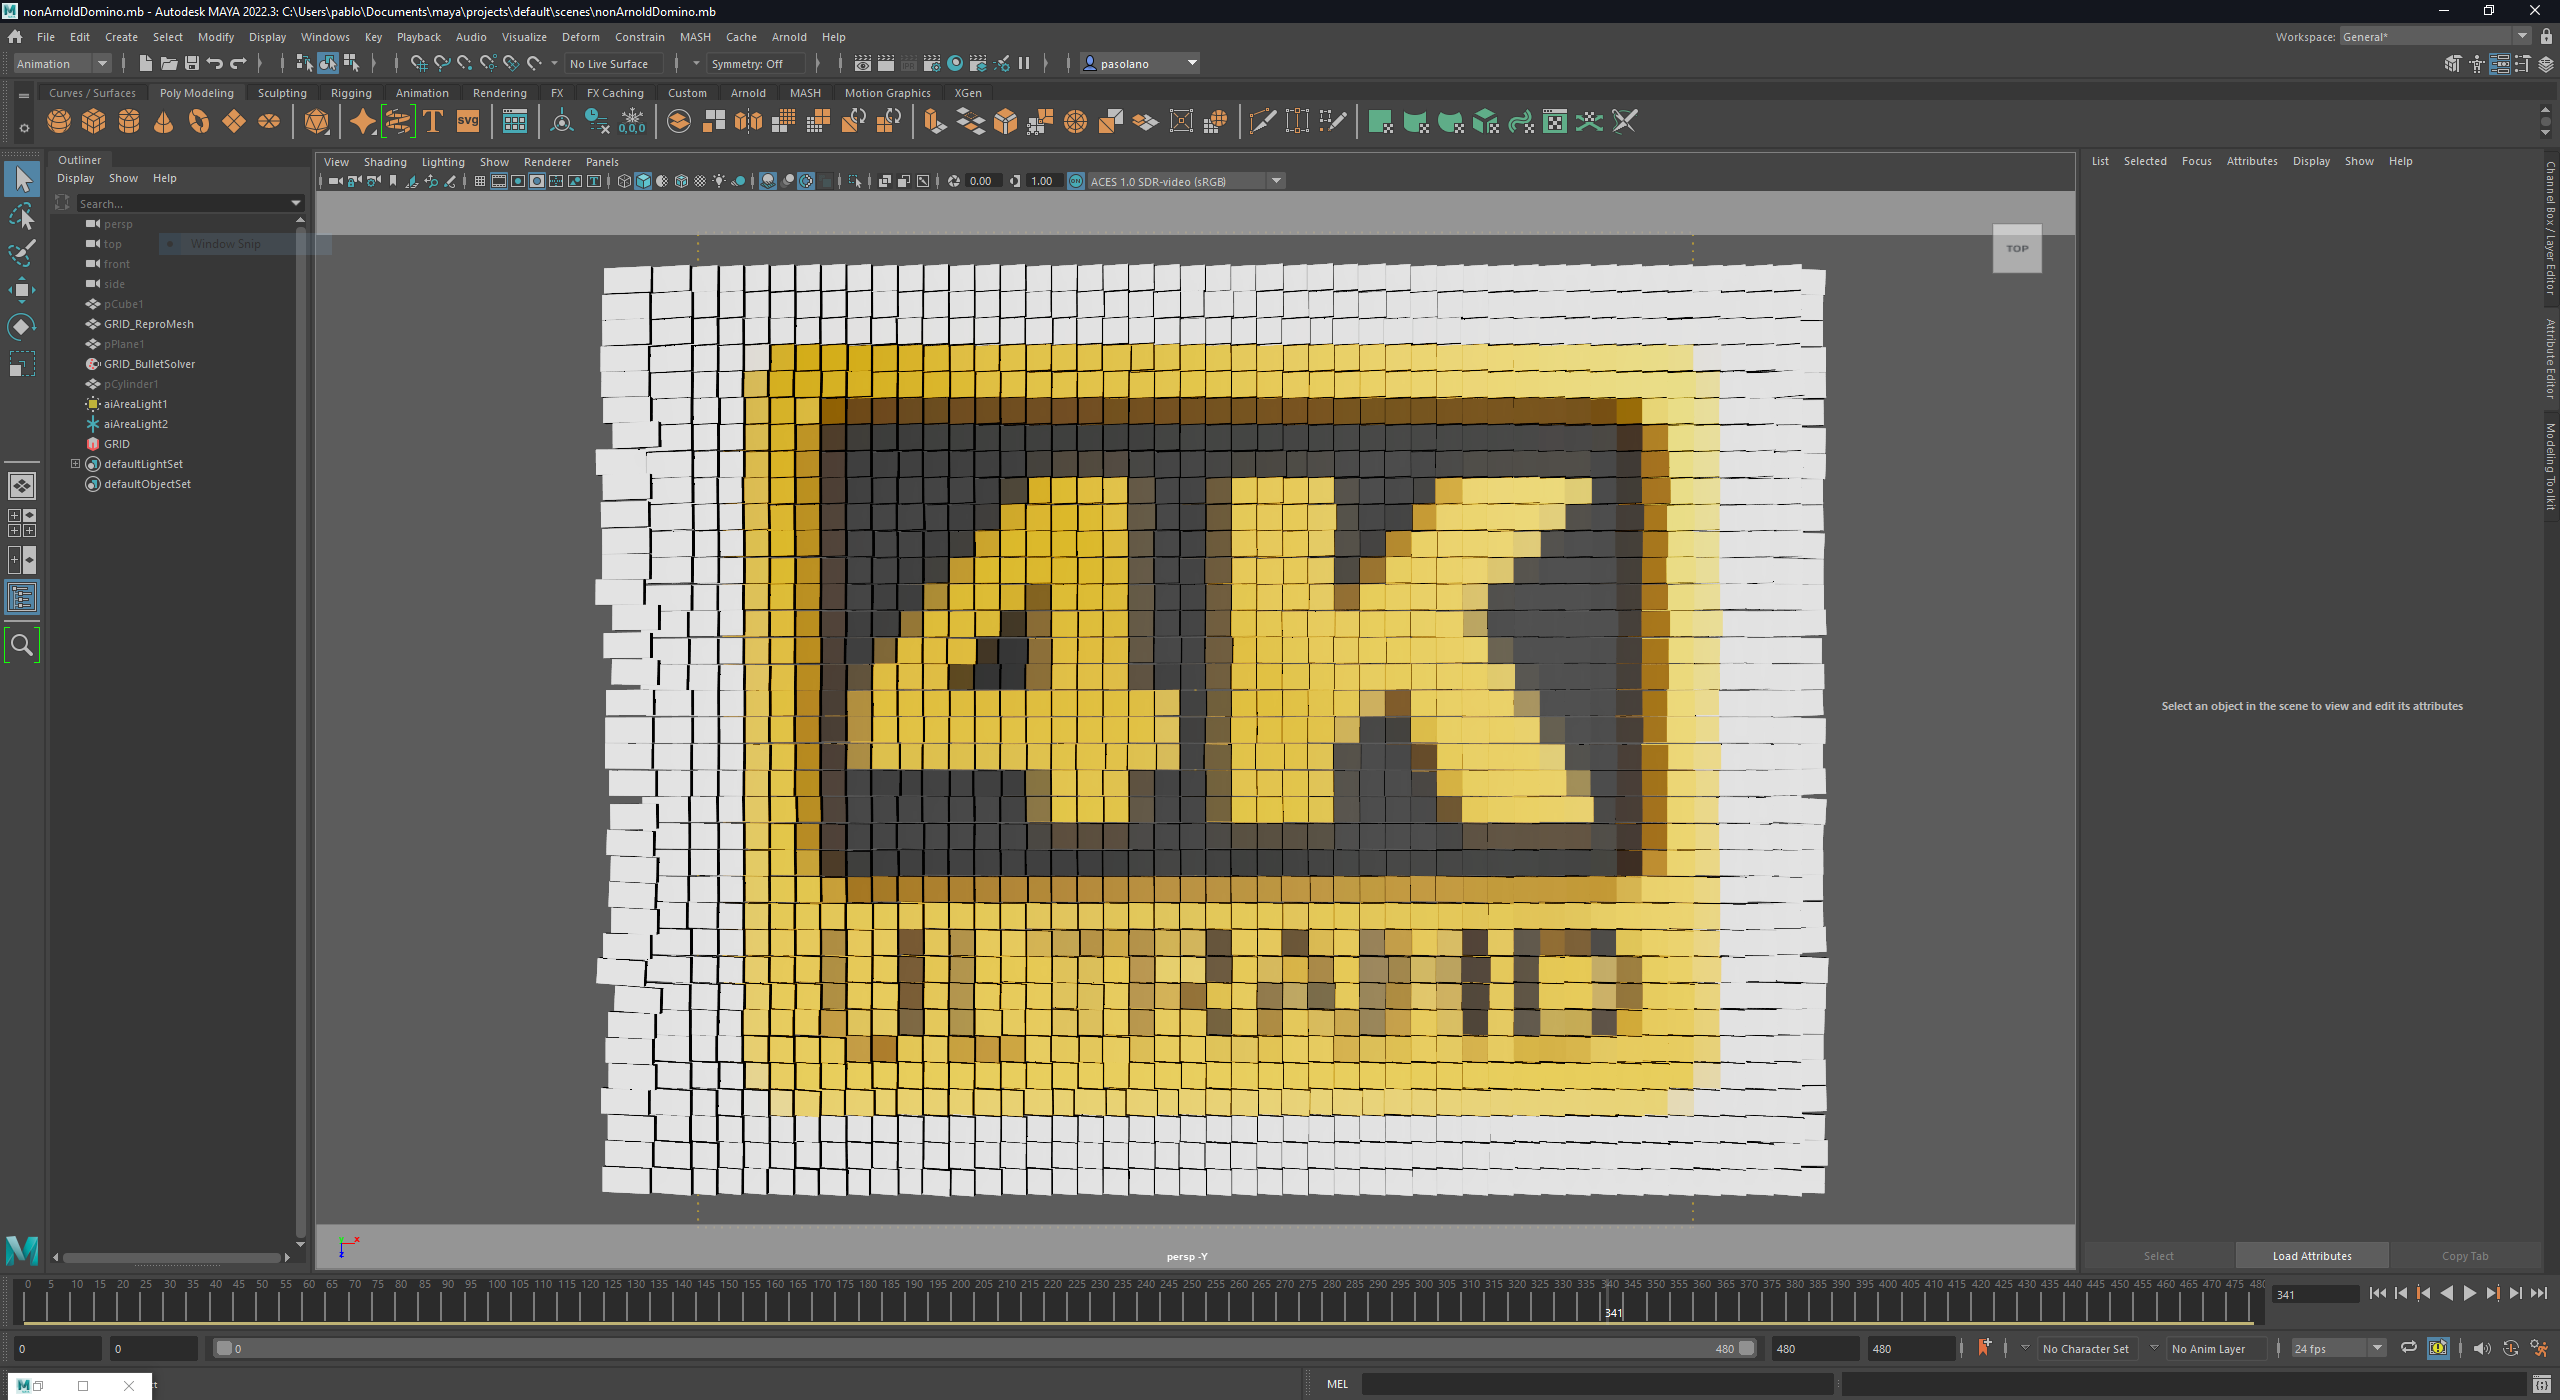 nonArnoldDomino.mb - Autodesk MAYA 2022.3: C:\Users\pablo\Documents\maya\projects\default\scenes\nonArnoldDomino.mb
File Edit Create Select Modify Display Windows Key Playback Audio Visualize Deform Constrain MASH Cache Arnold Help
Workspace: General*
Animation No Live Surface Symmetry: Off pasolano
Curves / Surfaces Poly Modeling Sculpting Rigging Animation Rendering FX FX Caching Custom Arnold MASH Motion Graphics XGen
T svg 0,0,0
Outliner
Display Show Help
Search...
persp
top
Window Snip
front
side
pCube1
GRID_ReproMesh
pPlane1
GRID_BulletSolver
pCylinder1
aiAreaLight1
aiAreaLight2
GRID
defaultLightSet
defaultObjectSet
View Shading Lighting Show Renderer Panels
0.00 1.00 ACES 1.0 SDR-video (sRGB)
TOP
4K
persp -Y
List Selected Focus Attributes Display Show Help
Select an object in the scene to view and edit its attributes
Select Load Attributes Copy Tab
Channel Box / Layer Editor
Attribute Editor
Modeling Toolkit
0 5 10 15 20 25 30 35 40 45 50 55 60 65 70 75 80 85 90 95 100 105 110 115 120 125 130 135 140 145 150 155 160 165 170 175 180 185 190 195 200 205 210 215 220 225 230 235 240 245 250 255 260 265 270 275 280 285 290 295 300 305 310 315 320 325 330 335 340 345 350 355 360 365 370 375 380 385 390 395 400 405 410 415 420 425 430 435 440 445 450 455 460 465 470 475 480
341
341
0 0 0 480 480 480 No Character Set No Anim Layer 24 fps
MEL